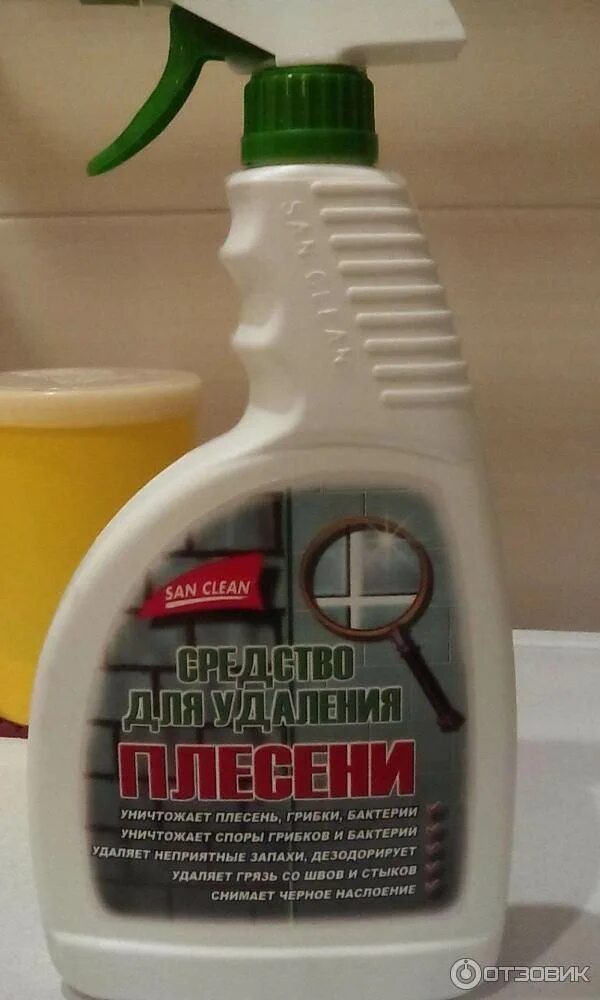 SAN CLEAN
SAN CLEAN
СРЕДСТВО
ДЛЯ УДАЛЕНИЯ
ПЛЕСЕНИ
УНИЧТОЖАЕТ ПЛЕСЕНЬ, ГРИБКИ, БАКТЕРИИ
УНИЧТОЖАЕТ СПОРЫ ГРИБКОВ И БАКТЕРИИ
УДАЛЯЕТ НЕПРИЯТНЫЕ ЗАПАХИ, ДЕЗОДОРИРУЕТ
УДАЛЯЕТ ГРЯЗЬ СО ШВОВ И СТЫКОВ
СНИМАЕТ ЧЕРНОЕ НАСЛОЕНИЕ
ОТЗОВИК